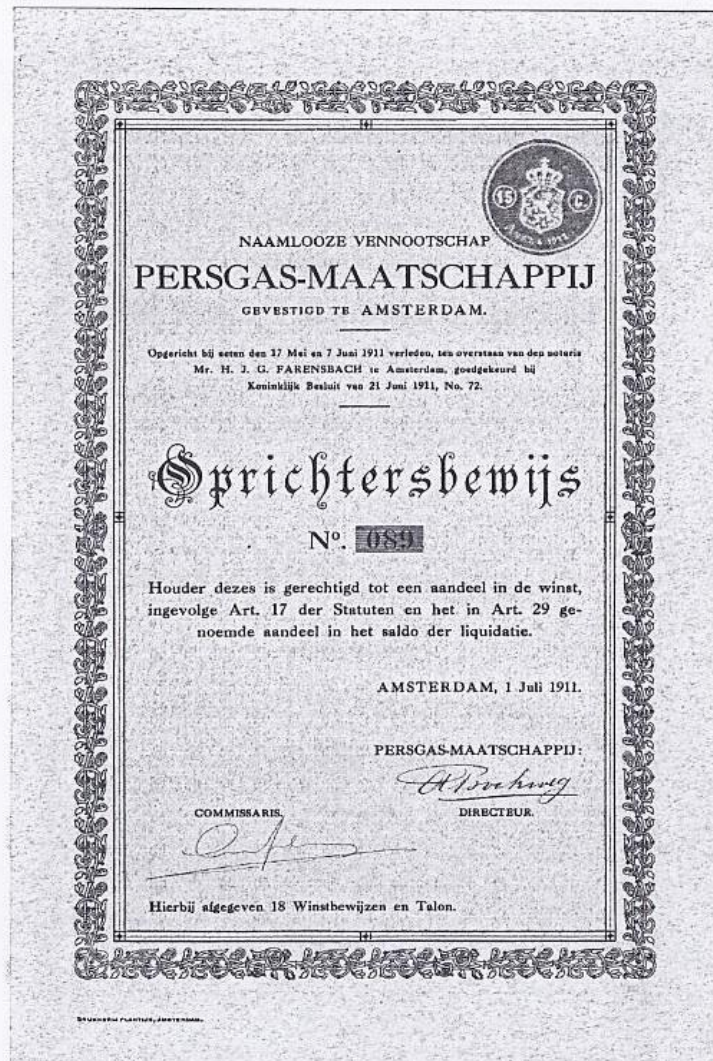 15 C
NAAMLOOZE VENNOOTSCHAP
PERSGAS-MAATSCHAPPIJ
GEVESTIGD TE AMSTERDAM.
Opgericht bij acten den 17 Mei en 7 Juni 1911 verleden, ten overstaan van den notaris
Mr. H. J. G. FARENSBACH te Amsterdam, goedgekeurd bij
Koninklijk Besluit van 21 Juni 1911, No. 72.
Oprichtersbewijs
No. 089
Houder dezes is gerechtigd tot een aandeel in de winst,
ingevolge Art. 17 der Statuten en het in Art. 29 ge-
noemde aandeel in het saldo der liquidatie.
AMSTERDAM, 1 Juli 1911.
PERSGAS-MAATSCHAPPIJ:
COMMISSARIS.
DIRECTEUR.
Hierbij afgegeven 18 Winstbewijzen en Talon.
DRUKKERIJ PLANTIJN, AMSTERDAM.